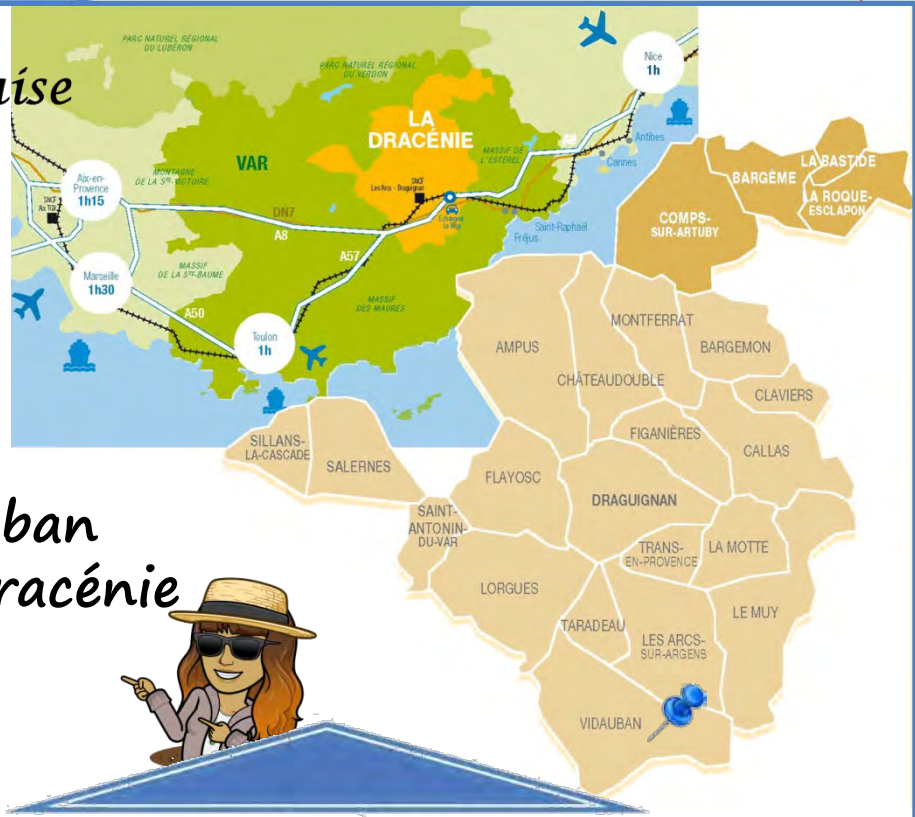 PARC NATUREL RÉGIONAL
DU LUBÉRON
PARC NATUREL RÉGIONAL
DU VERDON
Nice
1h
aise
LA
DRACÉNIE
VAR
MASSIF
DE L'ESTEREL
A8
Antibes
Cannes
Aix-en-
Provence
1h15
SNCF
Aix TGV
MONTAGNE
DE LA STE-VICTOIRE
SNCF
Les Arcs - Draguignan
Échangeur
Le Muy
DN7
A8
Saint-Raphaël
Fréjus
A57
MASSIF
DE LA STE-BAUME
Marseille
1h30
MASSIF
DES MAURES
A50
Toulon
1h
LA BASTIDE
BARGÈME
LA ROQUE-
ESCLAPON
COMPS-
SUR-ARTUBY
MONTFERRAT
AMPUS
BARGEMON
CHÂTEAUDOUBLE
CLAVIERS
FIGANIÈRES
SILLANS-
LA-CASCADE
CALLAS
SALERNES
FLAYOSC
DRAGUIGNAN
SAINT-
ANTONIN-
DU-VAR
TRANS-
EN-PROVENCE
LA MOTTE
LORGUES
LE MUY
TARADEAU
LES ARCS-
SUR-ARGENS
VIDAUBAN
ban
racénie